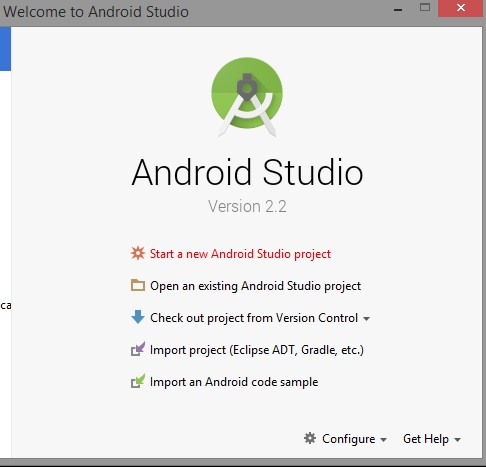 Welcome to Android Studio
Android Studio
Version 2.2
Start a new Android Studio project
Open an existing Android Studio project
ca
Check out project from Version Control
Import project (Eclipse ADT, Gradle, etc.)
Import an Android code sample
Configure Get Help